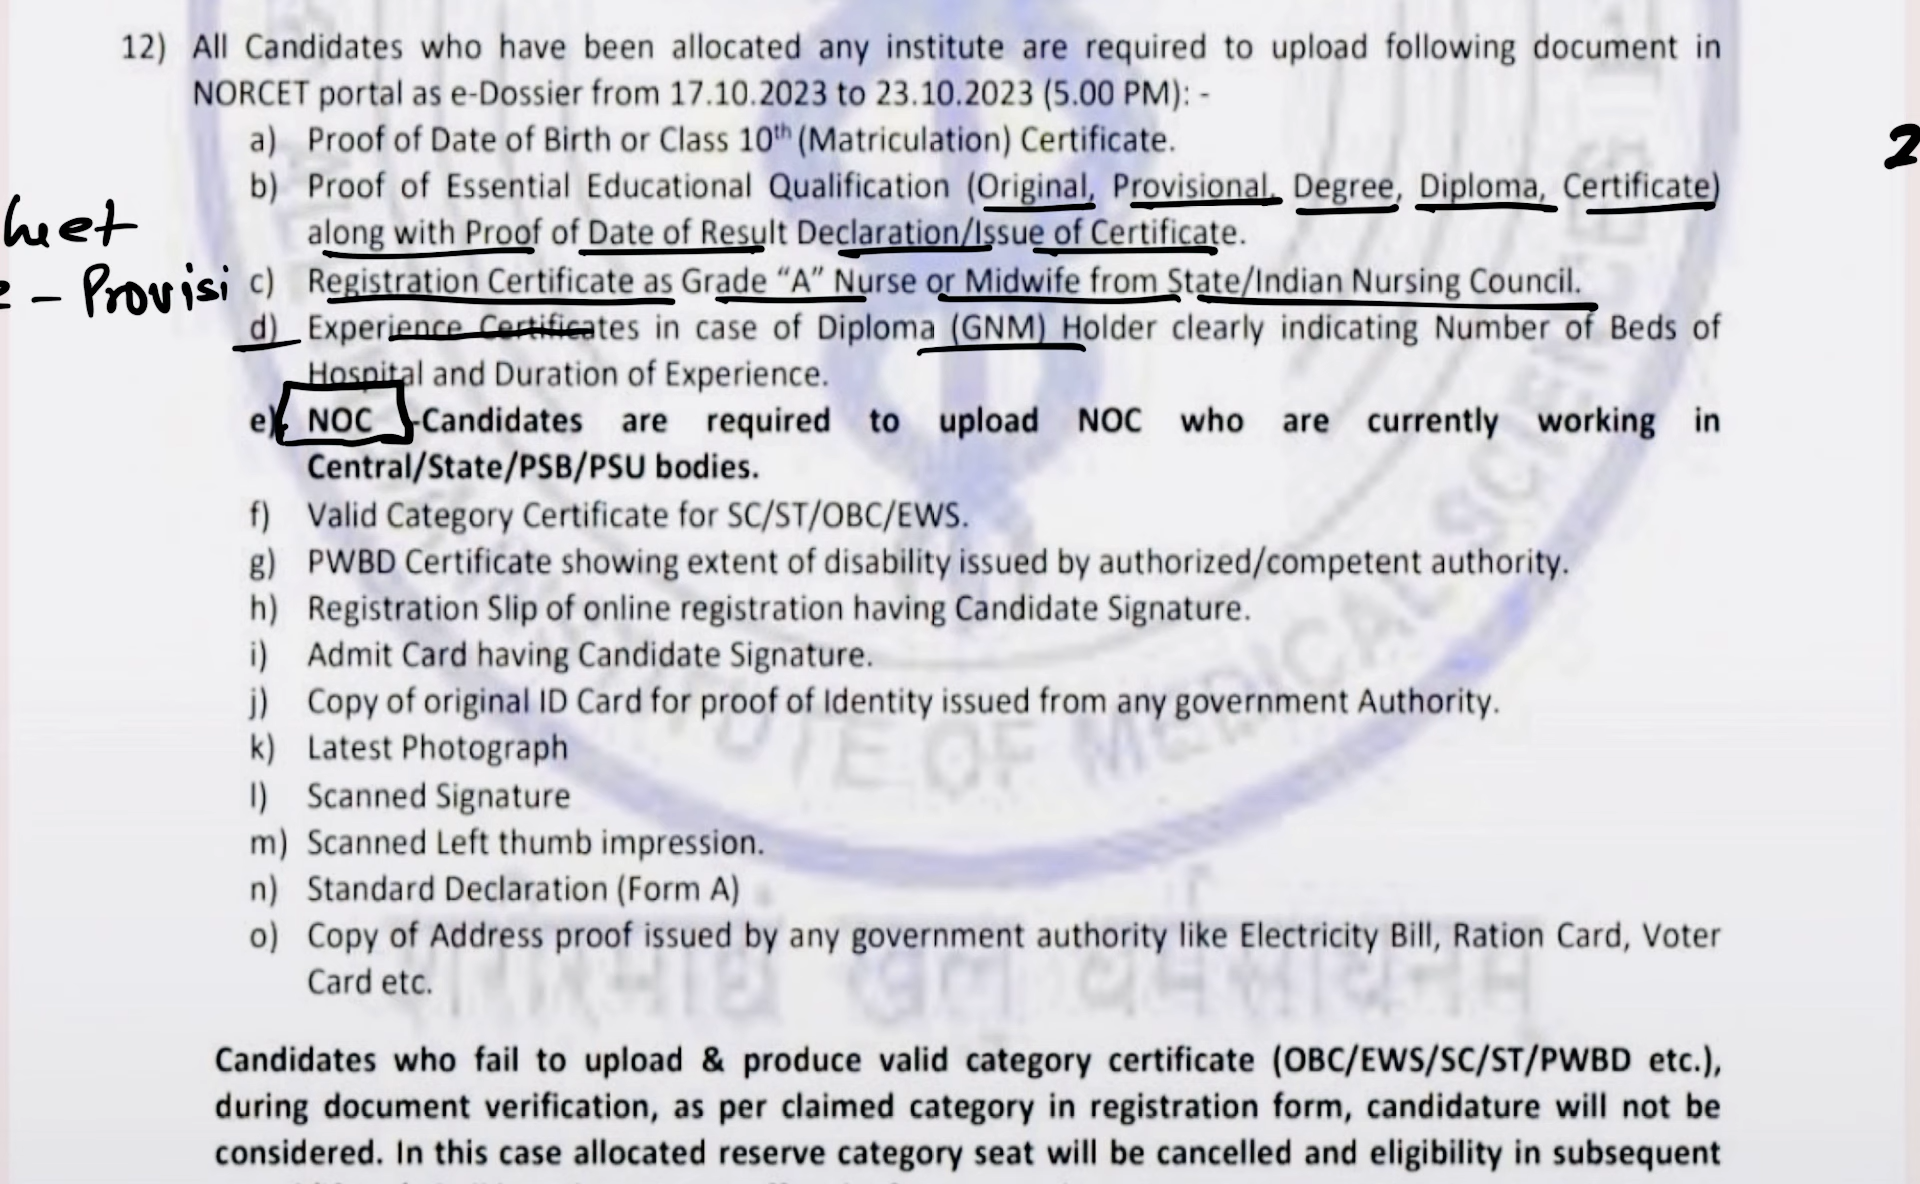 12) All Candidates who have been allocated any institute are required to upload following document in
NORCET portal as e-Dossier from 17.10.2023 to 23.10.2023 (5.00 PM): -
a) Proof of Date of Birth or Class 10th (Matriculation) Certificate.
2
b) Proof of Essential Educational Qualification (Original, Provisional, Degree, Diploma, Certificate)
along with Proof of Date of Result Declaration/Issue of Certificate.
c) Registration Certificate as Grade “A” Nurse or Midwife from State/Indian Nursing Council.
– Provisi
d) Experience Certificates in case of Diploma (GNM) Holder clearly indicating Number of Beds of
Hospital and Duration of Experience.
e) NOC -Candidates are required to upload NOC who are currently working in
Central/State/PSB/PSU bodies.
f) Valid Category Certificate for SC/ST/OBC/EWS.
g) PWBD Certificate showing extent of disability issued by authorized/competent authority.
h) Registration Slip of online registration having Candidate Signature.
i) Admit Card having Candidate Signature.
j) Copy of original ID Card for proof of Identity issued from any government Authority.
k) Latest Photograph
l) Scanned Signature
m) Scanned Left thumb impression.
n) Standard Declaration (Form A)
o) Copy of Address proof issued by any government authority like Electricity Bill, Ration Card, Voter
Card etc.
Candidates who fail to upload & produce valid category certificate (OBC/EWS/SC/ST/PWBD etc.),
during document verification, as per claimed category in registration form, candidature will not be
considered. In this case allocated reserve category seat will be cancelled and eligibility in subsequent
OF MEDICAL SCIENCES